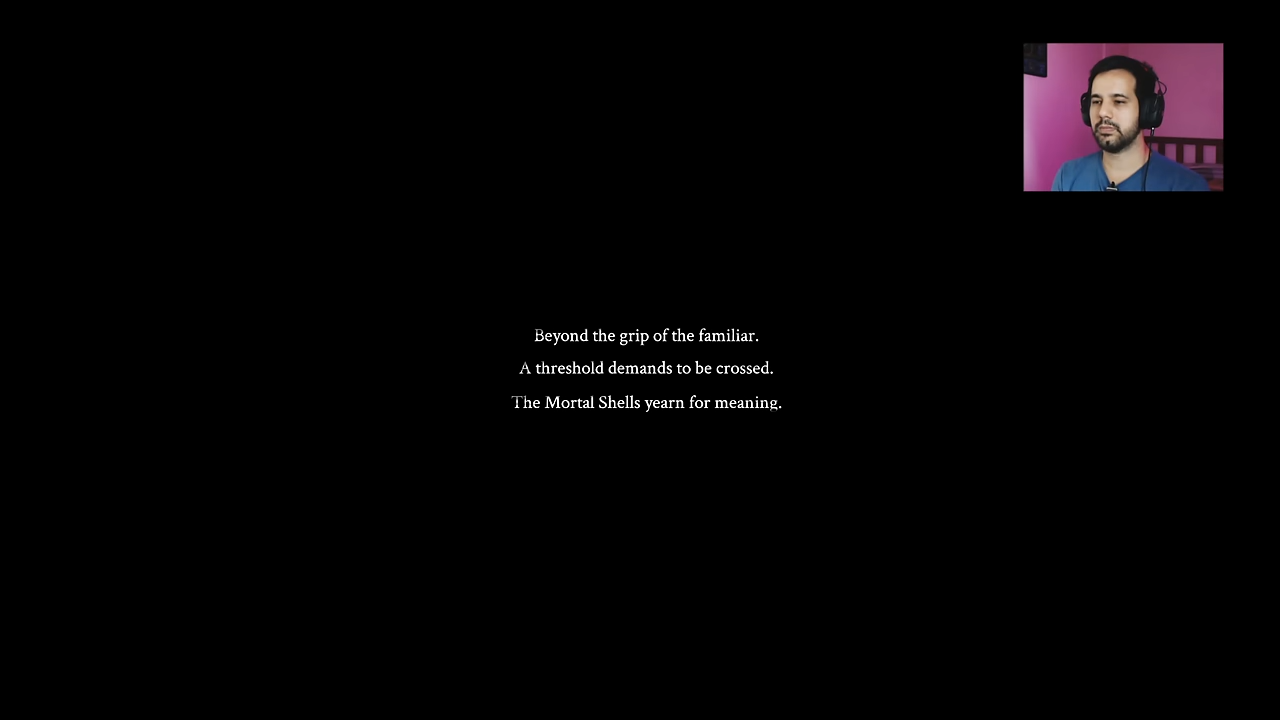 Beyond the grip of the familiar.
A threshold demands to be crossed.
The Mortal Shells yearn for meaning.